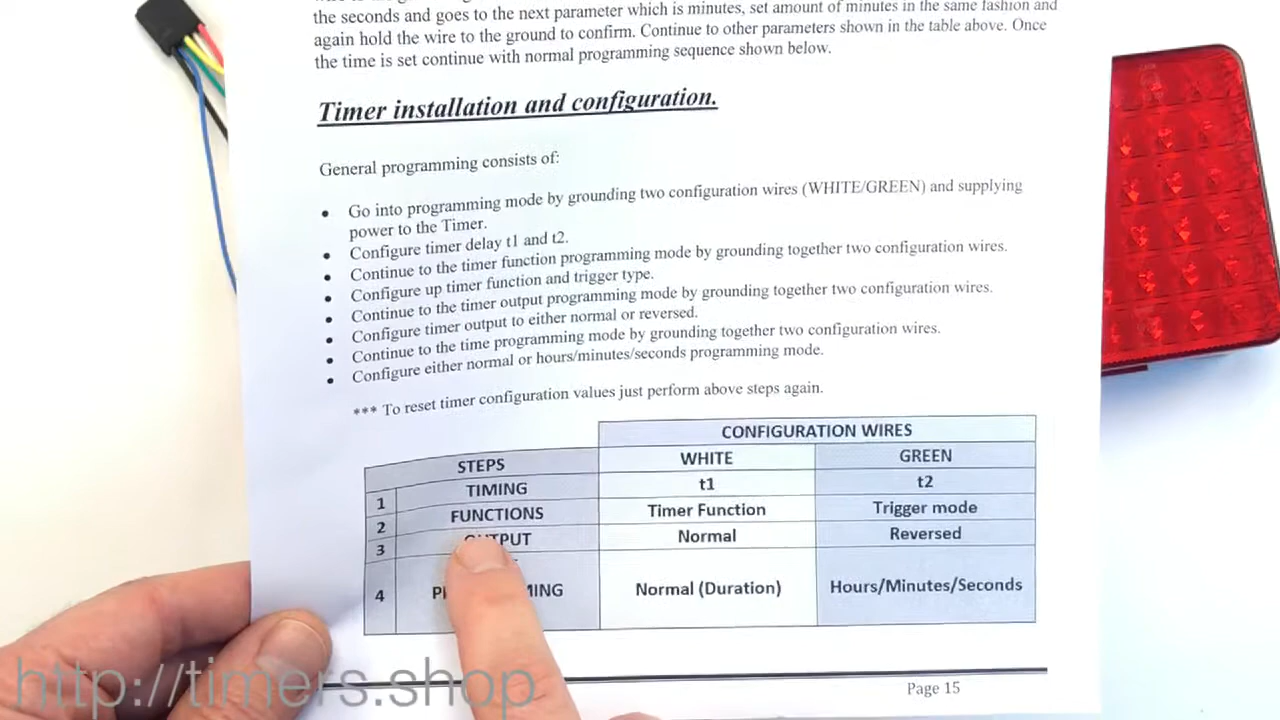 the seconds and goes to the next parameter which is minutes, set amount of minutes in the same fashion and
again hold the wire to the ground to confirm. Continue to other parameters shown in the table above. Once
the time is set continue with normal programming sequence shown below.
Timer installation and configuration.
General programming consists of:
• Go into programming mode by grounding two configuration wires (WHITE/GREEN) and supplying
power to the Timer.
• Configure timer delay t1 and t2.
• Continue to the timer function programming mode by grounding together two configuration wires.
• Configure up timer function and trigger type.
• Continue to the timer output programming mode by grounding together two configuration wires.
• Configure timer output to either normal or reversed.
• Continue to the time programming mode by grounding together two configuration wires.
• Configure either normal or hours/minutes/seconds programming mode.
*** To reset timer configuration values just perform above steps again.
CONFIGURATION WIRES
STEPS WHITE GREEN
1 TIMING t1 t2
2 FUNCTIONS Timer Function Trigger mode
3 OUTPUT Normal Reversed
4 Normal (Duration) Hours/Minutes/Seconds
Page 15
http://timers.shop